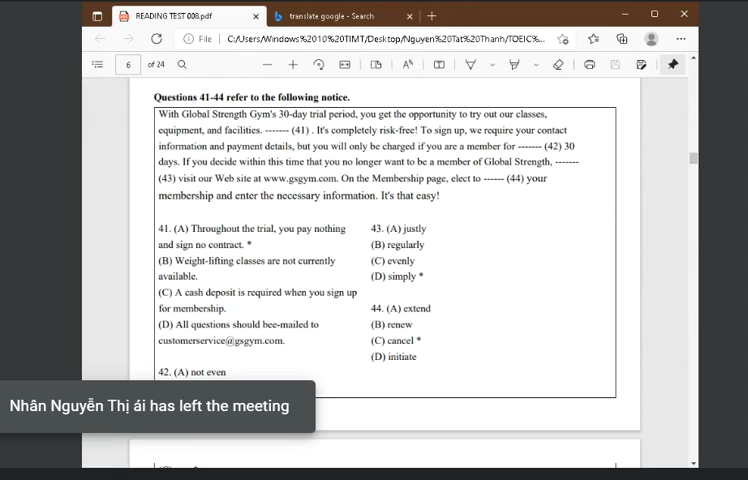 READING TEST 008.pdf
translate google - Search
File
C:/Users/Windows%2010%20TIMT/Desktop/Nguyen%20Tat%20Thanh/TOEIC%...
6 of 24
Questions 41-44 refer to the following notice.
With Global Strength Gym's 30-day trial period, you get the opportunity to try out our classes,
equipment, and facilities. ------- (41) . It's completely risk-free! To sign up, we require your contact
information and payment details, but you will only be charged if you are a member for ------- (42) 30
days. If you decide within this time that you no longer want to be a member of Global Strength, -------
(43) visit our Web site at www.gsgym.com. On the Membership page, elect to ------ (44) your
membership and enter the necessary information. It's that easy!
41. (A) Throughout the trial, you pay nothing
and sign no contract. *
(B) Weight-lifting classes are not currently
available.
(C) A cash deposit is required when you sign up
for membership.
(D) All questions should bee-mailed to
customerservice@gsgym.com.
42. (A) not even
43. (A) justly
(B) regularly
(C) evenly
(D) simply *
44. (A) extend
(B) renew
(C) cancel *
(D) initiate
Nhân Nguyễn Thị ái has left the meeting